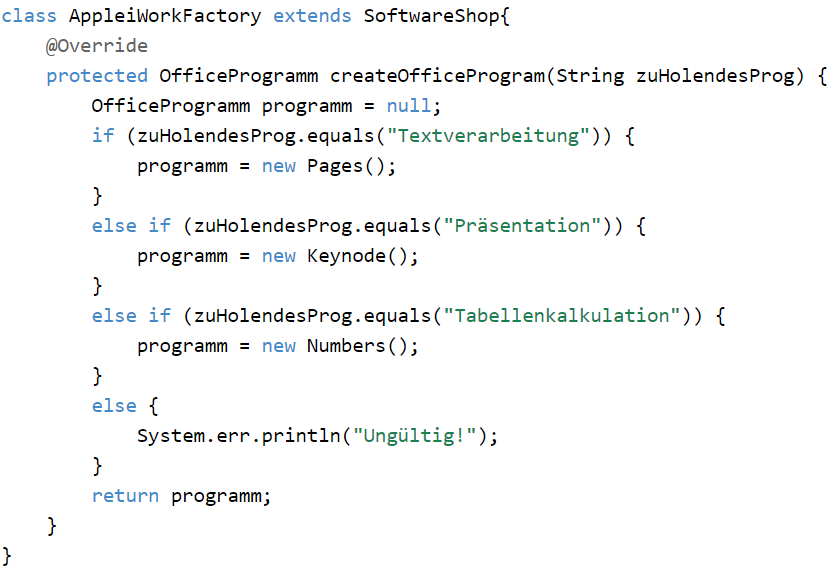 class AppleiWorkFactory extends SoftwareShop{
    @Override
    protected OfficeProgramm createOfficeProgram(String zuHolendesProg) {
        OfficeProgramm programm = null;
        if (zuHolendesProg.equals("Textverarbeitung")) {
            programm = new Pages();
        }
        else if (zuHolendesProg.equals("Präsentation")) {
            programm = new Keynode();
        }
        else if (zuHolendesProg.equals("Tabellenkalkulation")) {
            programm = new Numbers();
        }
        else {
            System.err.println("Ungültig!");
        }
        return programm;
    }
}